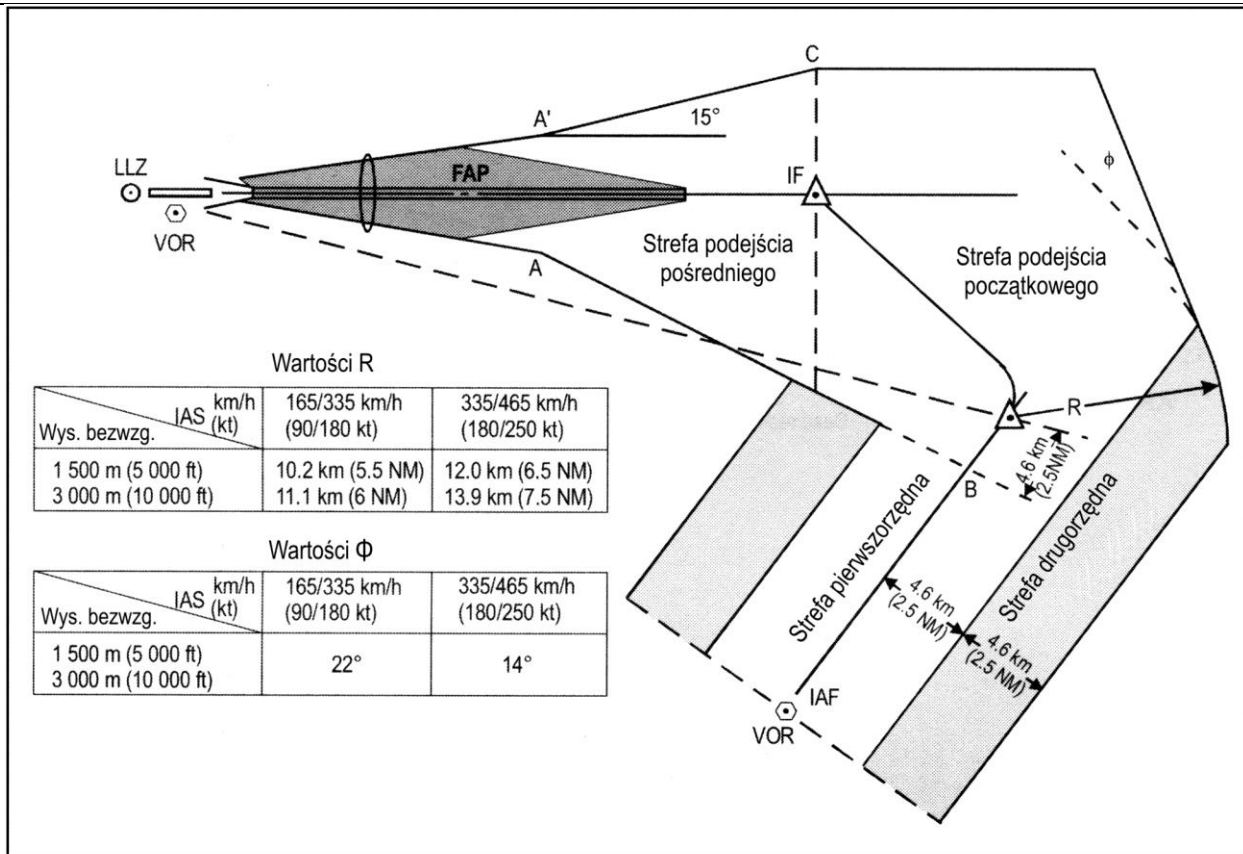 C
A'
15°
LLZ
FAP
IF
ϕ
VOR
Strefa podejścia
pośredniego
Strefa podejścia
początkowego
A
Wartości R
IAS km/h
(kt)
Wys. bezwzg.
165/335 km/h
(90/180 kt)
335/465 km/h
(180/250 kt)
1 500 m (5 000 ft)
10.2 km (5.5 NM)
12.0 km (6.5 NM)
3 000 m (10 000 ft)
11.1 km (6 NM)
13.9 km (7.5 NM)
R
4.6 km
(2.5NM)
B
Strefa pierwszorzędna
Strefa drugorzędna
4.6 km
(2.5 NM)
4.6 km
(2.5 NM)
Wartości Φ
IAS km/h
(kt)
Wys. bezwzg.
165/335 km/h
(90/180 kt)
335/465 km/h
(180/250 kt)
1 500 m (5 000 ft)
3 000 m (10 000 ft)
22°
14°
IAF
VOR